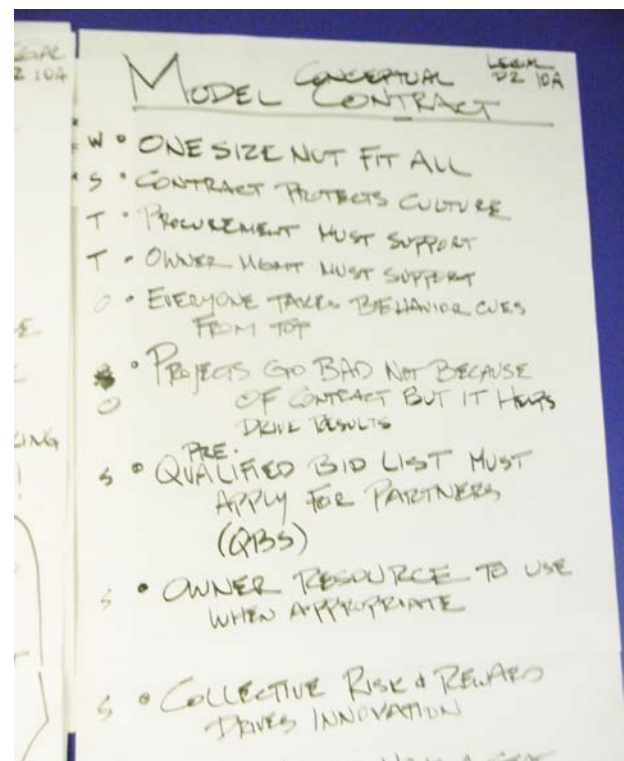 LEGAL
DZ 10A
CONCEPTUAL
MODEL CONTRACT
W • ONE SIZE NUT FIT ALL
S • CONTRACT PROTECTS CULTURE
T • PROCUREMENT MUST SUPPORT
T • OWNER MGMT MUST SUPPORT
O • EVERYONE TAKES BEHAVIOR CUES
FROM TOP
• PROJECTS GO BAD NOT BECAUSE
O OF CONTRACT BUT IT HELPS
DRIVE RESULTS
PRE-
S • QUALIFIED BID LIST MUST
APPLY FOR PARTNERS
(QBS)
S • OWNER RESOURCE TO USE
WHEN APPROPRIATE
S • COLLECTIVE RISK & REWARD
DRIVES INNOVATION